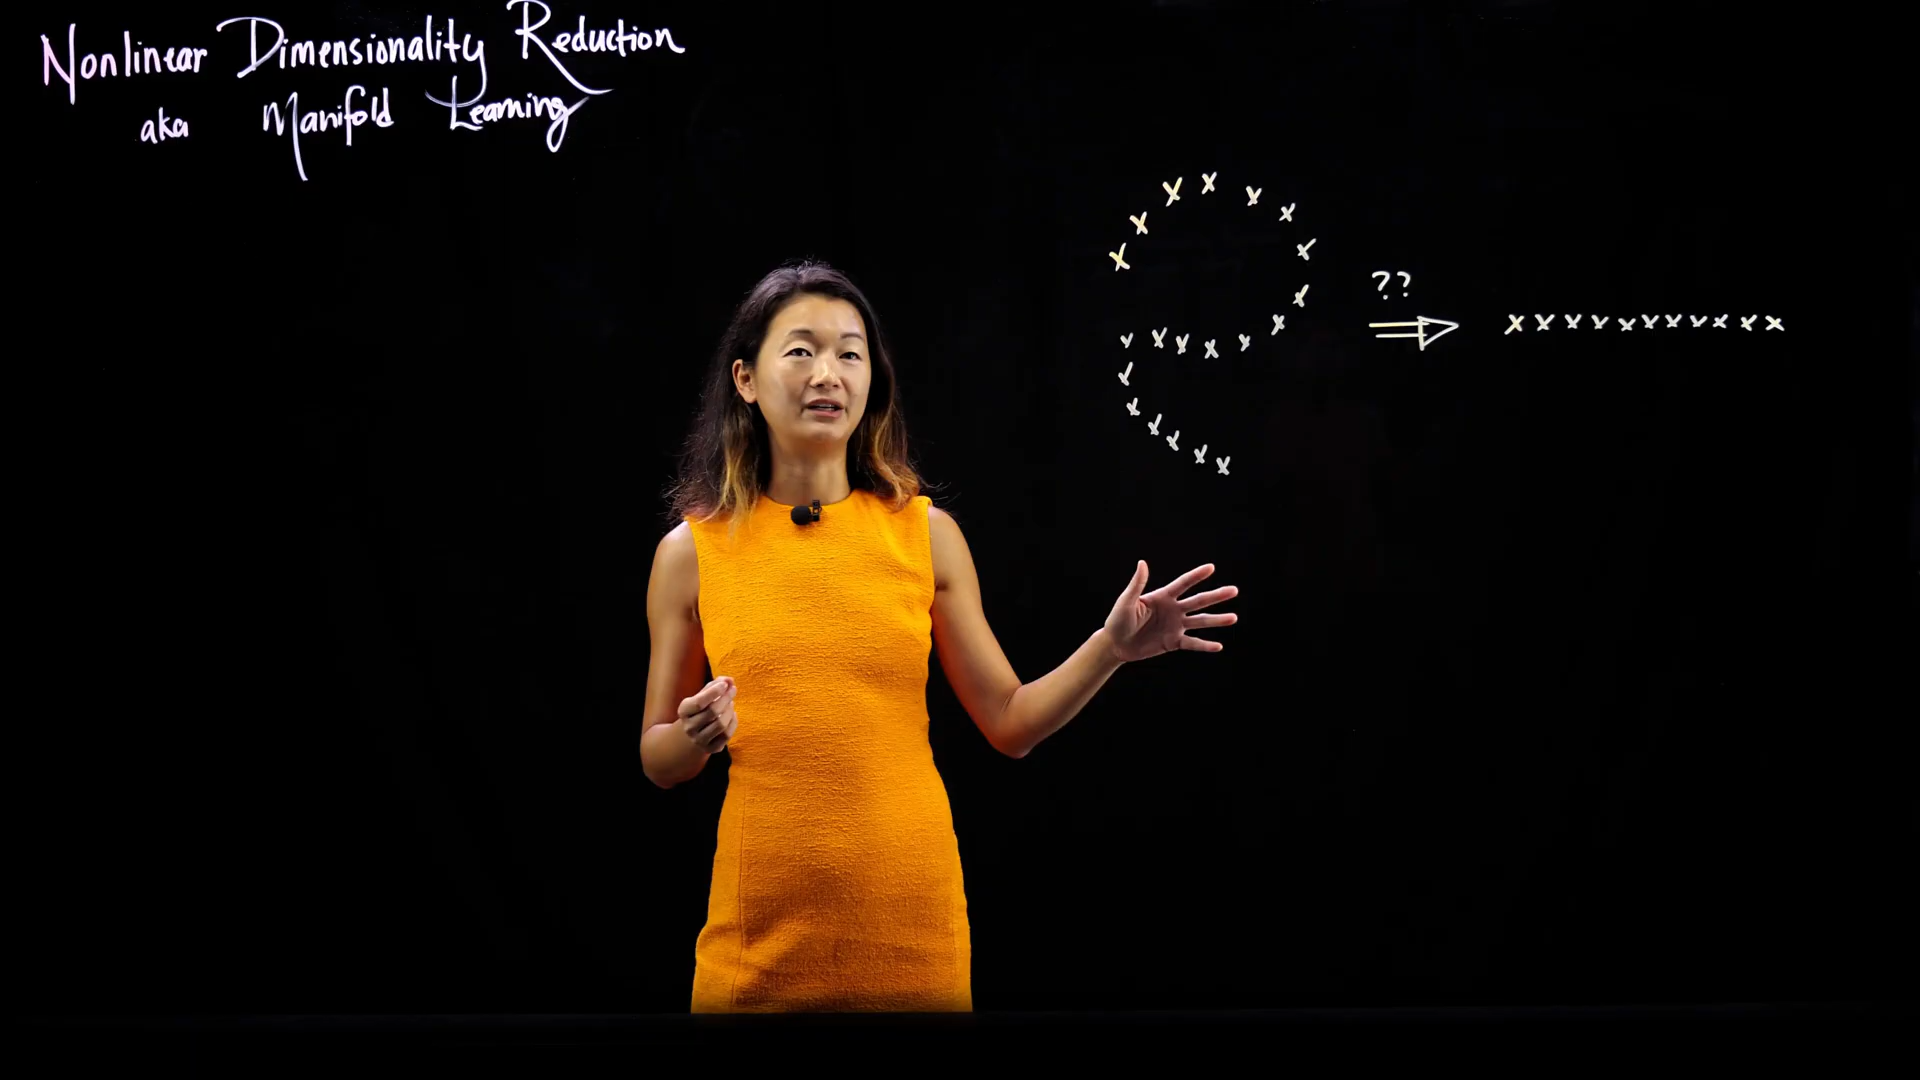 Nonlinear Dimensionality Reduction
aka Manifold Learning
??
x x x x x x x x x x x